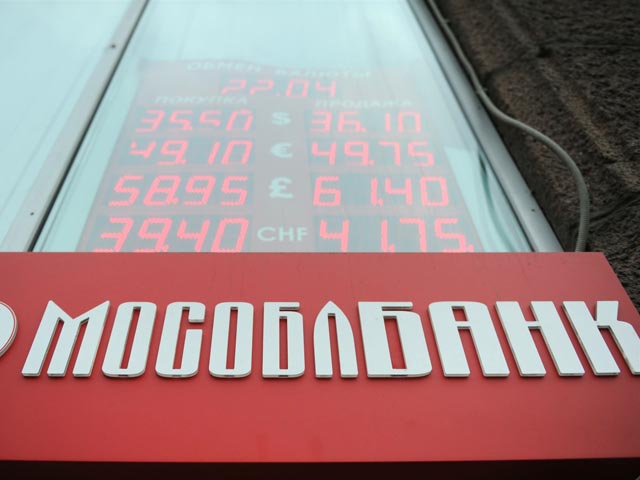 ОБМЕН ВАЛЮТЫ
22.04
ПОКУПКА ПРОДАЖА
35.50 $ 36.10
49.10 € 49.75
58.95 £ 61.40
39.40 CHF 41.75
МОСОБЛБАНК